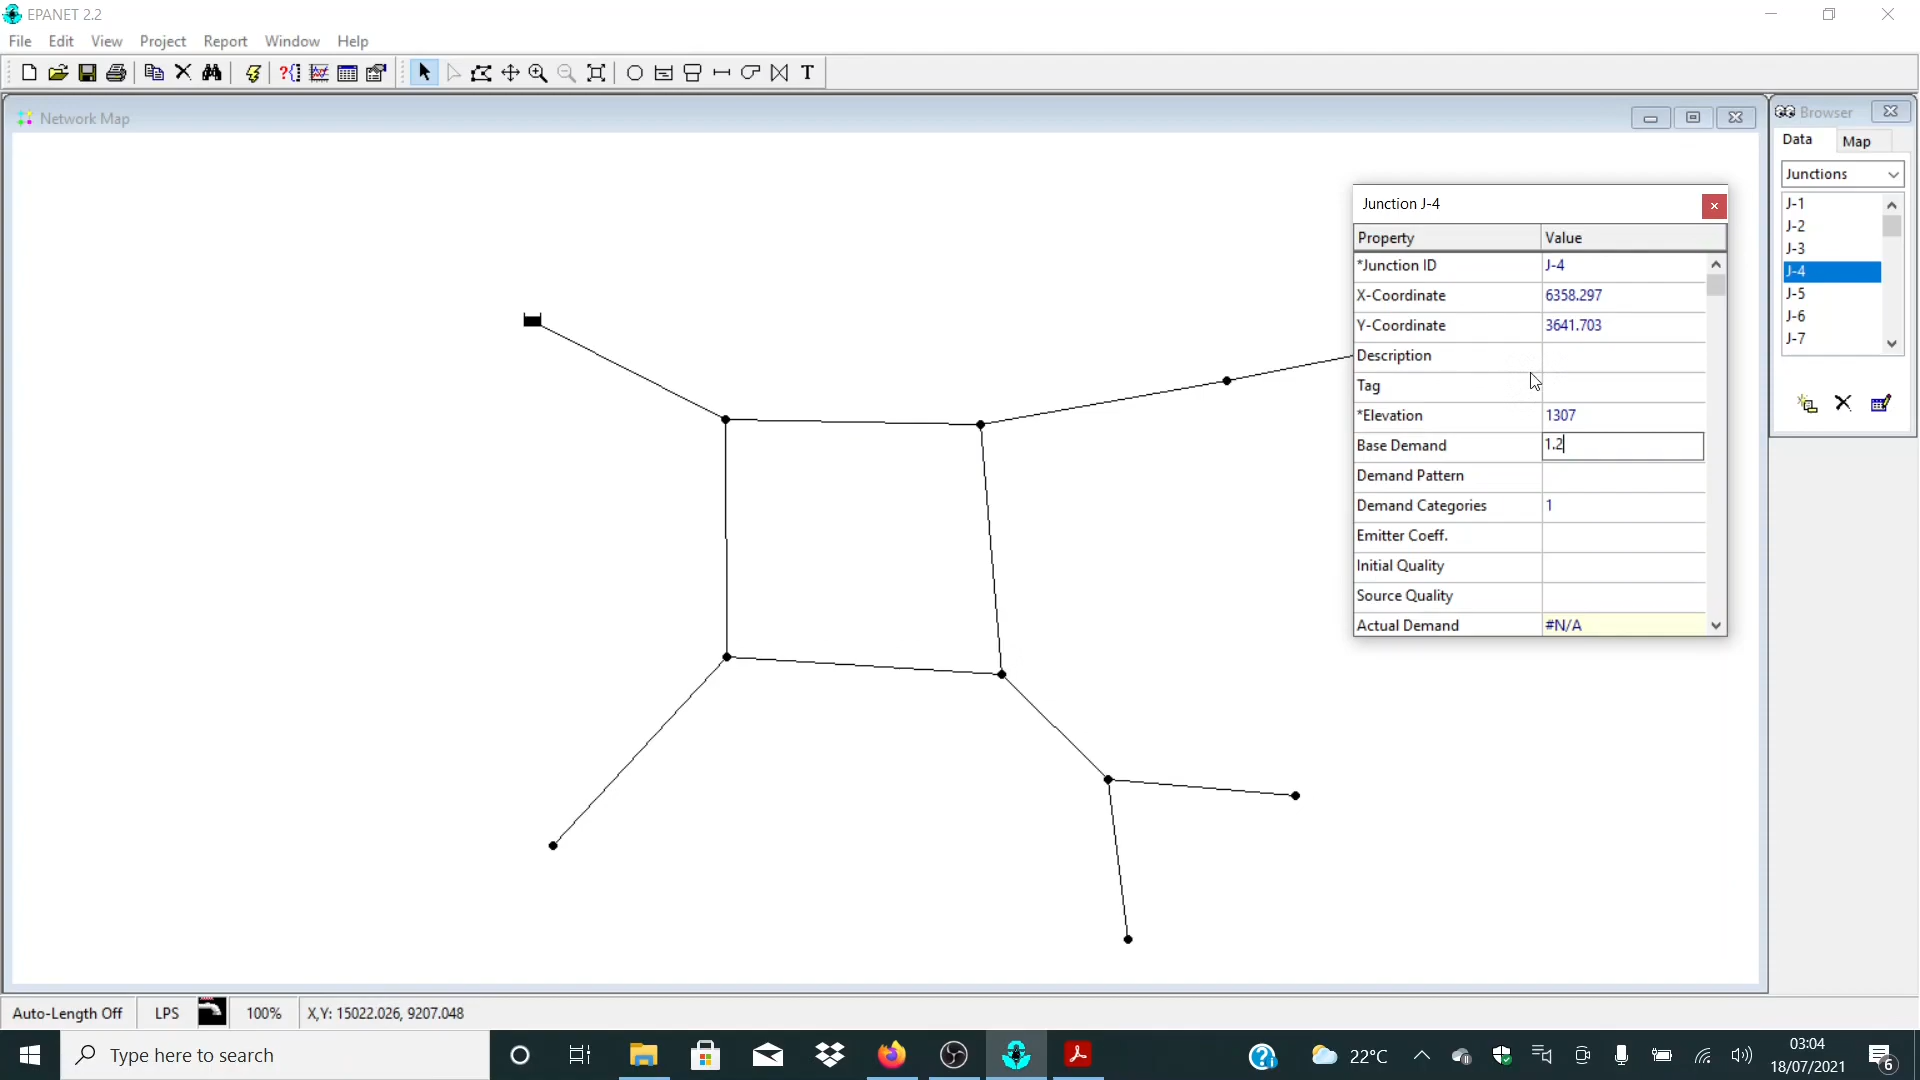 EPANET 2.2
File Edit View Project Report Window Help
Network Map
Browser
Data Map
Junctions
J-1
J-2
J-3
J-4
J-5
J-6
J-7
Junction J-4
Property Value
*Junction ID J-4
X-Coordinate 6358.297
Y-Coordinate 3641.703
Description
Tag
*Elevation 1307
Base Demand 1.2
Demand Pattern
Demand Categories 1
Emitter Coeff.
Initial Quality
Source Quality
Actual Demand #N/A
Auto-Length Off LPS 100% X,Y: 15022.026, 9207.048
Type here to search
22°C
03:04
18/07/2021
6